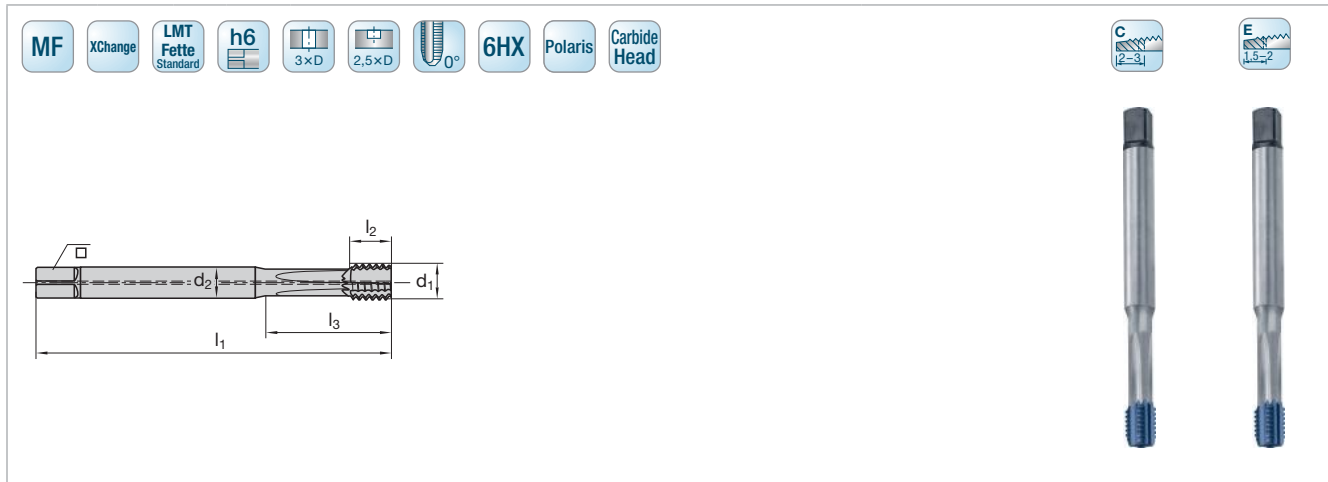 MF
XChange
LMT
Fette
Standard
h6
3×D
2,5×D
0°
6HX
Polaris
Carbide
Head
C
2–3
E
1.5–2
l2
d2
d1
l3
l1